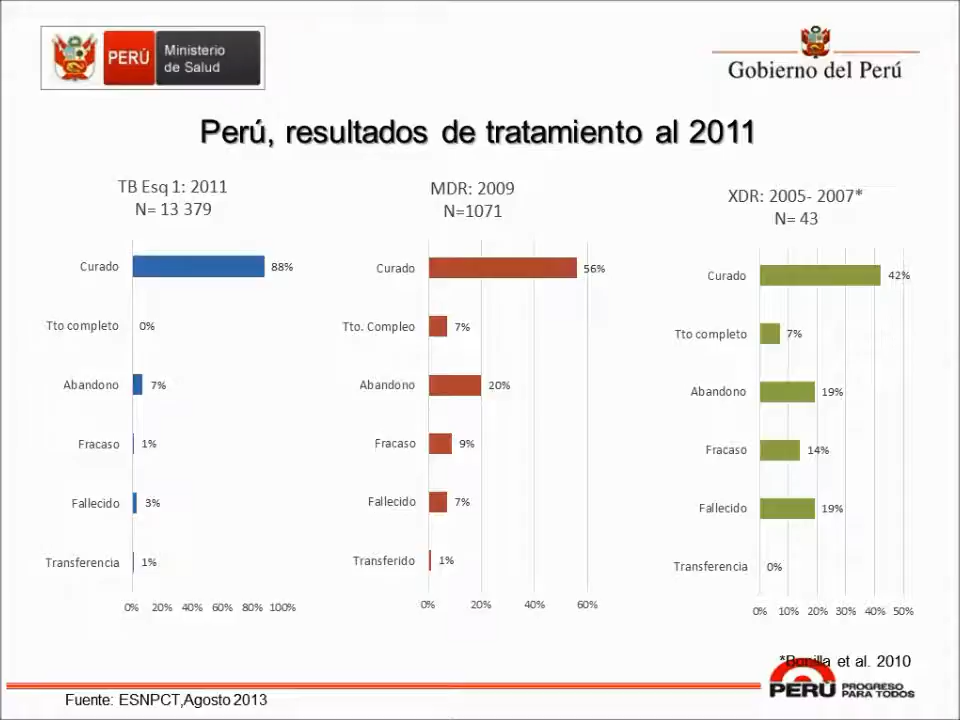 PERÚ
Ministerio
de Salud
Gobierno del Perú
Perú, resultados de tratamiento al 2011
TB Esq 1: 2011
N= 13 379
Curado 88%
Tto completo 0%
Abandono 7%
Fracaso 1%
Fallecido 3%
Transferencia 1%
0% 20% 40% 60% 80% 100%
MDR: 2009
N=1071
Curado 56%
Tto. Compleo 7%
Abandono 20%
Fracaso 9%
Fallecido 7%
Transferido 1%
0% 20% 40% 60%
XDR: 2005- 2007*
N= 43
Curado 42%
Tto completo 7%
Abandono 19%
Fracaso 14%
Fallecido 19%
Transferencia 0%
0% 10% 20% 30% 40% 50%
*Bonilla et al. 2010
PERÚ PROGRESO
PARA TODOS
Fuente: ESNPCT,Agosto 2013